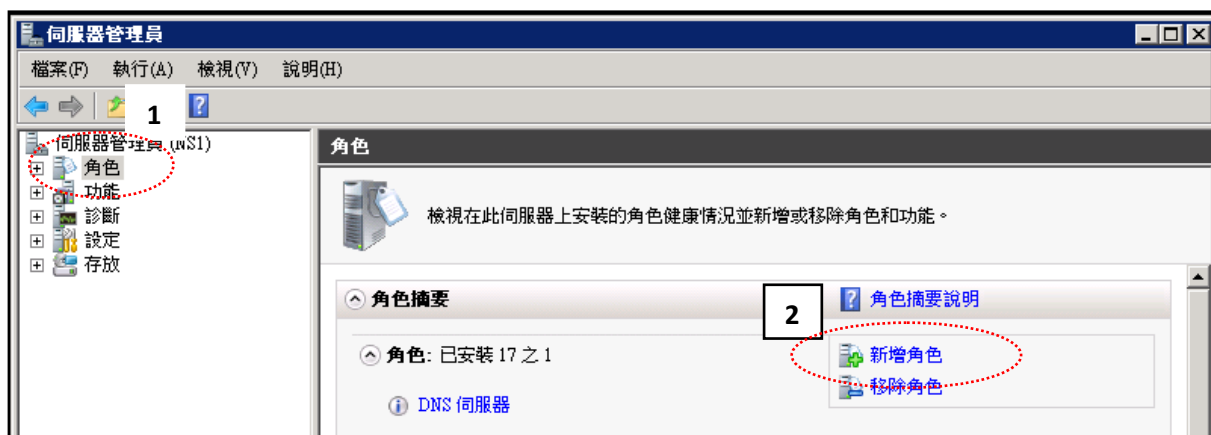 伺服器管理員
檔案(F) 執行(A) 檢視(V) 說明(H)
1
伺服器管理員 (NS1)
角色
功能
診斷
設定
存放
角色
檢視在此伺服器上安裝的角色健康情況並新增或移除角色和功能。
角色摘要
角色摘要說明
2
角色: 已安裝 17 之 1
新增角色
移除角色
DNS 伺服器